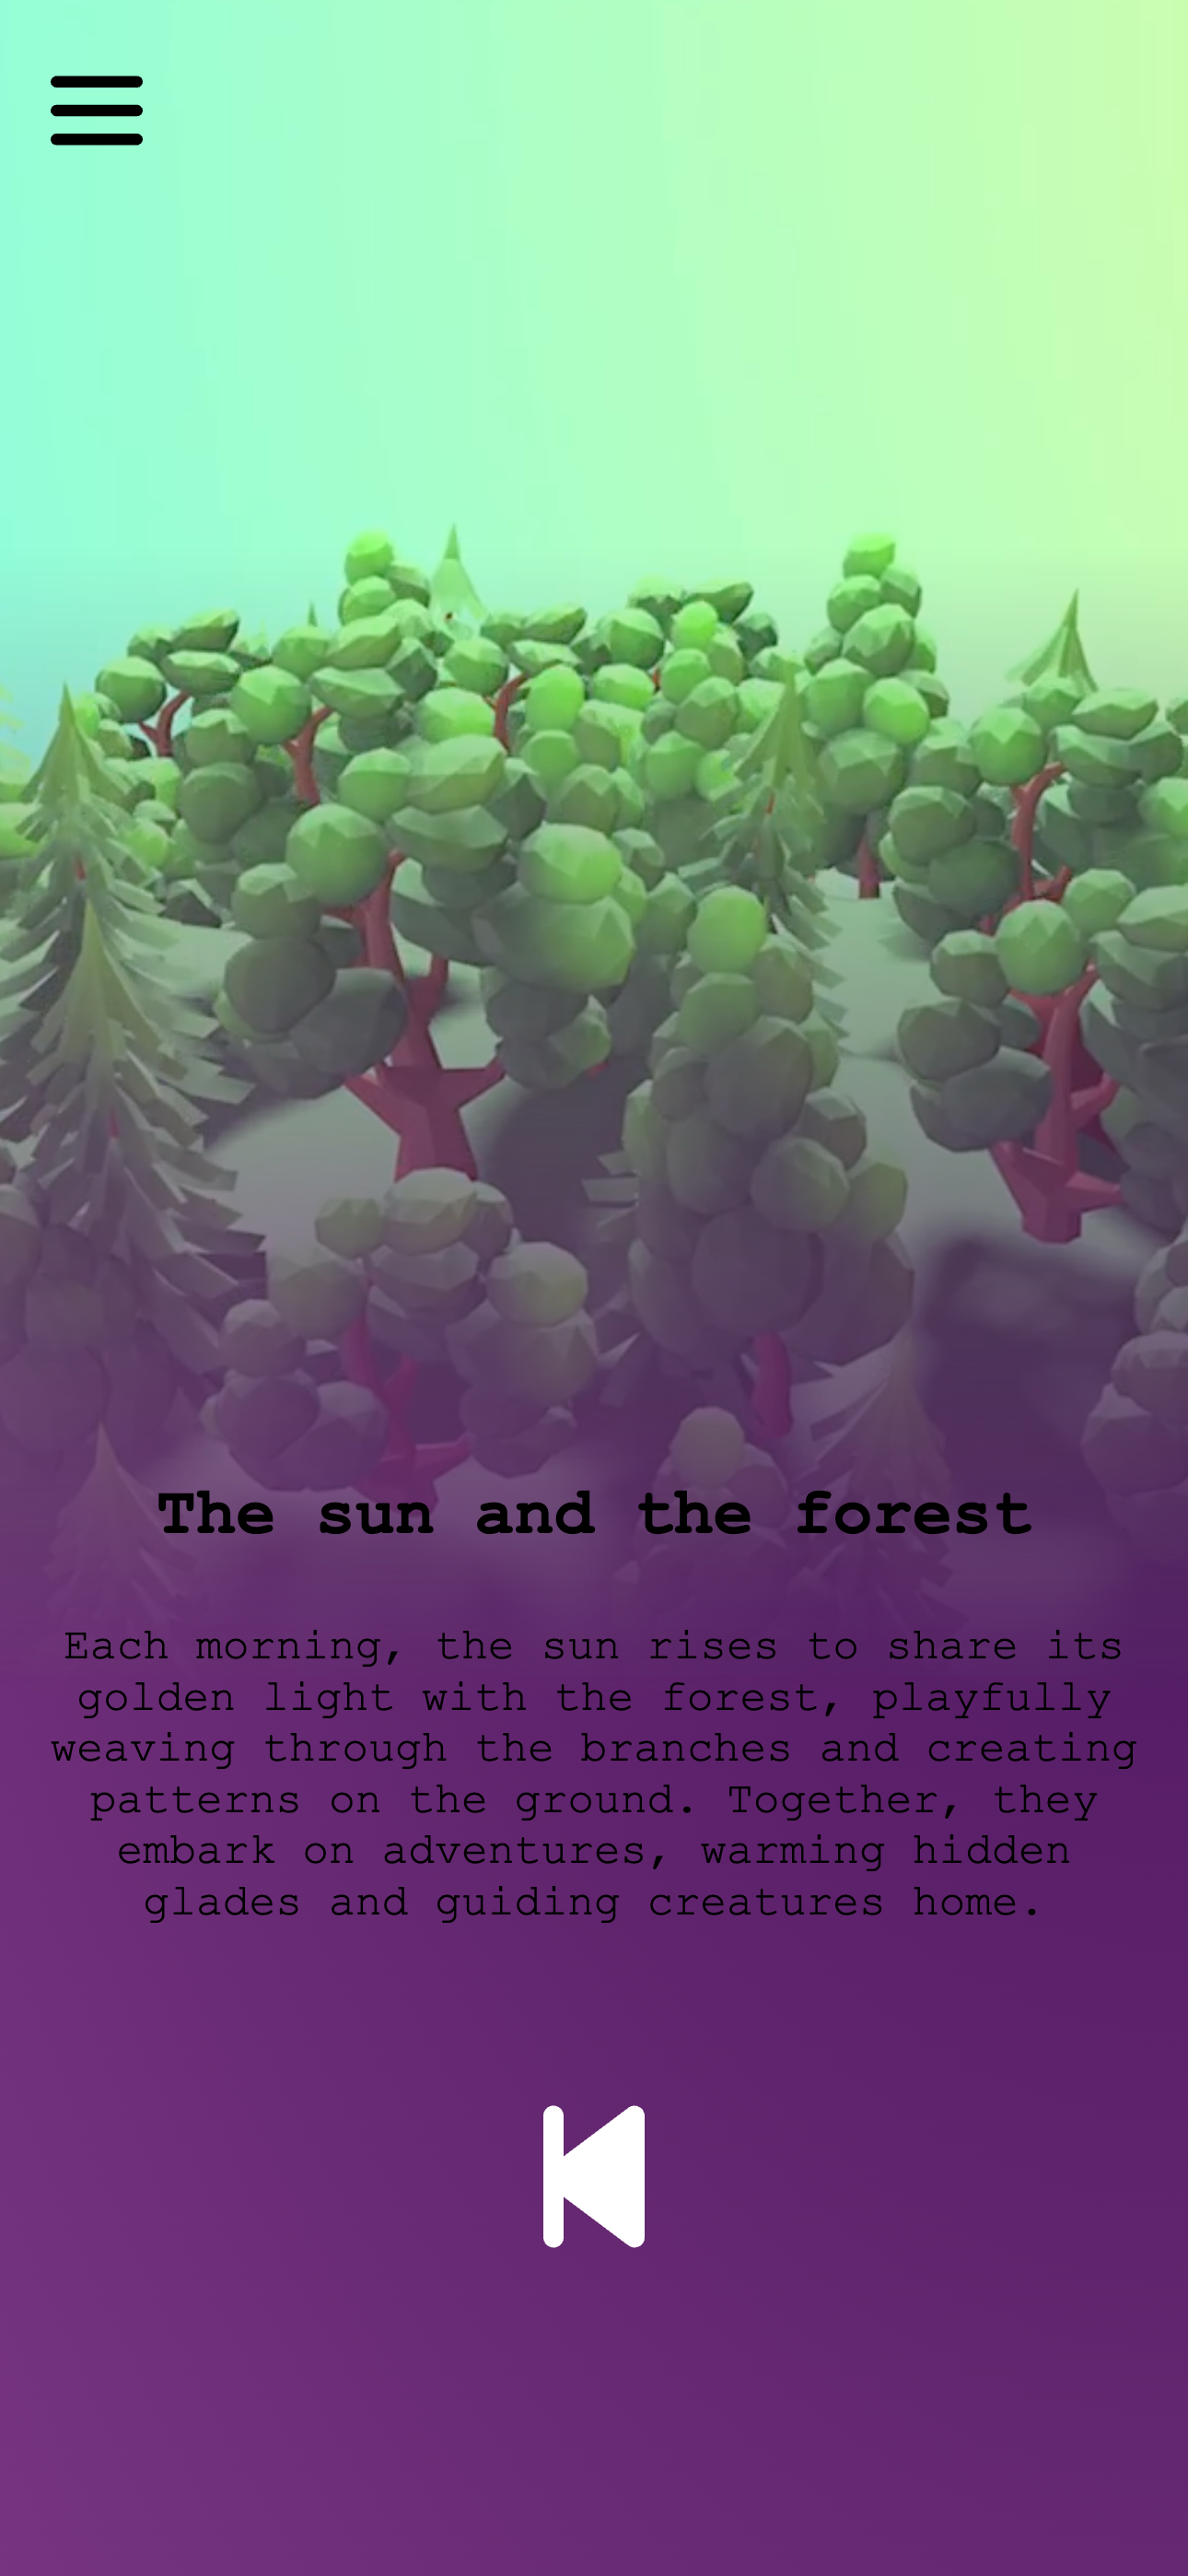 The sun and the forest
Each morning, the sun rises to share its
golden light with the forest, playfully
weaving through the branches and creating
patterns on the ground. Together, they
embark on adventures, warming hidden
glades and guiding creatures home.